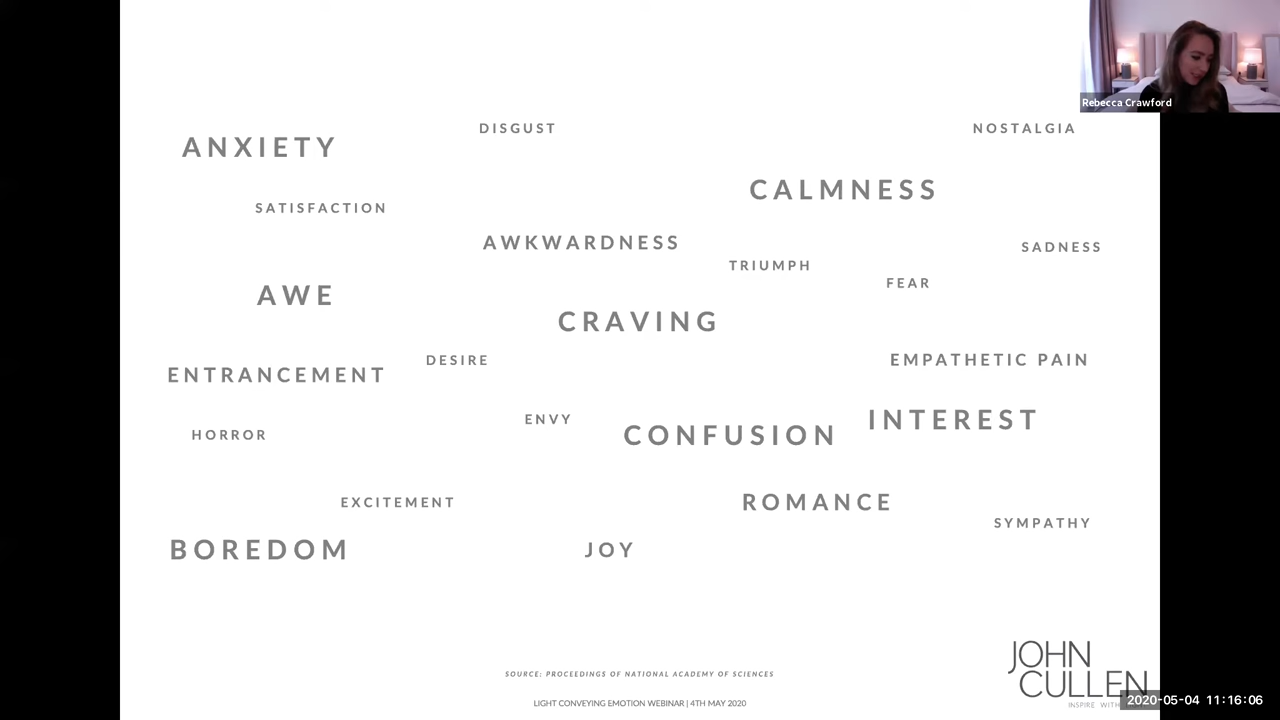 Rebecca Crawford
DISGUST
NOSTALGIA
ANXIETY
CALMNESS
SATISFACTION
AWKWARDNESS
SADNESS
TRIUMPH
FEAR
AWE
CRAVING
DESIRE
EMPATHETIC PAIN
ENTRANCEMENT
ENVY
INTEREST
HORROR
CONFUSION
EXCITEMENT
ROMANCE
SYMPATHY
BOREDOM
JOY
SOURCE: PROCEEDINGS OF NATIONAL ACADEMY OF SCIENCES
LIGHT CONVEYING EMOTION WEBINAR | 4TH MAY 2020
JOHN
CULLEN
INSPIRE WITH
2020-05-04 11:16:06